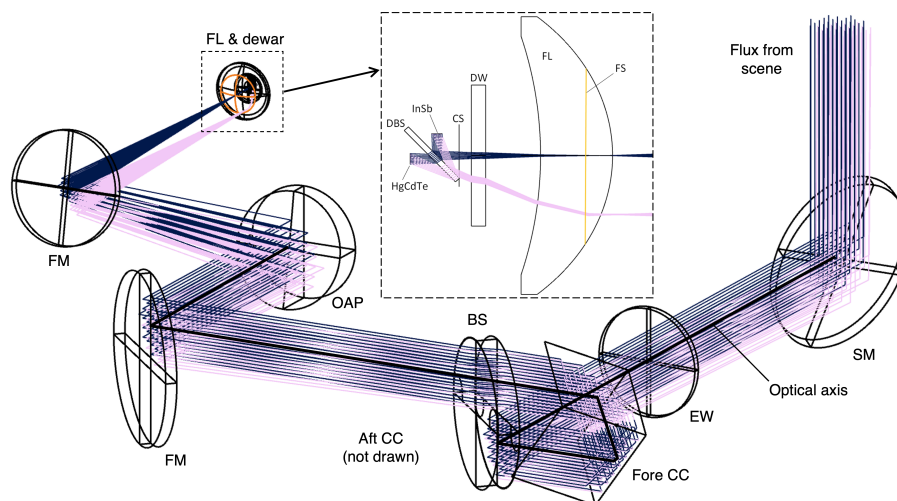 FL & dewar
Flux from
scene
FL
FS
DW
InSb
CS
DBS
HgCdTe
FM
OAP
BS
SM
Optical axis
EW
Aft CC
(not drawn)
FM
Fore CC